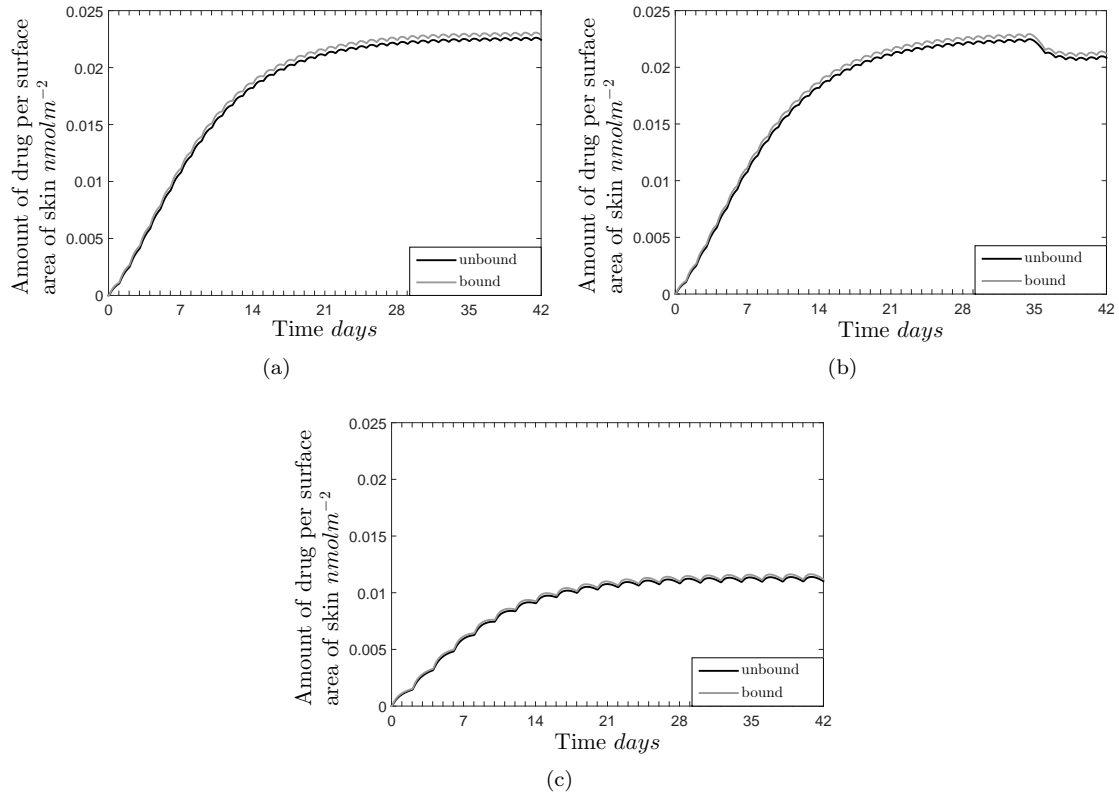 Amount of drug per surface
area of skin nmolm⁻²
0.025
0.02
0.015
0.01
0.005
0
unbound
bound
0 7 14 21 28 35 42
Time days
(a)
Amount of drug per surface
area of skin nmolm⁻²
0.025
0.02
0.015
0.01
0.005
0
unbound
bound
0 7 14 21 28 35 42
Time days
(b)
Amount of drug per surface
area of skin nmolm⁻²
0.025
0.02
0.015
0.01
0.005
0
unbound
bound
0 7 14 21 28 35 42
Time days
(c)